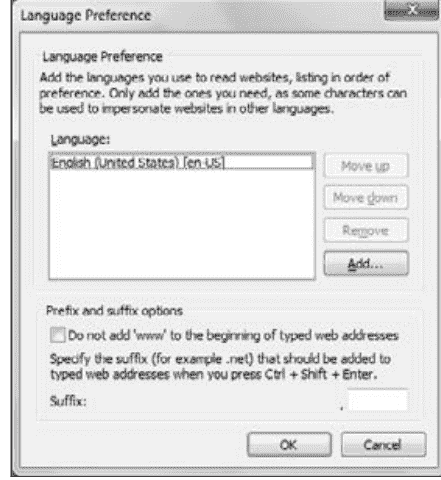 Language Preference
Language Preference
Add the languages you use to read websites, listing in order of
preference. Only add the ones you need, as some characters can
be used to impersonate websites in other languages.
Language:
English (United States) [en-US]
Move up
Move down
Remove
Add...
Prefix and suffix options
Do not add 'www' to the beginning of typed web addresses
Specify the suffix (for example .net) that should be added to
typed web addresses when you press Ctrl + Shift + Enter.
Suffix:
.
OK
Cancel